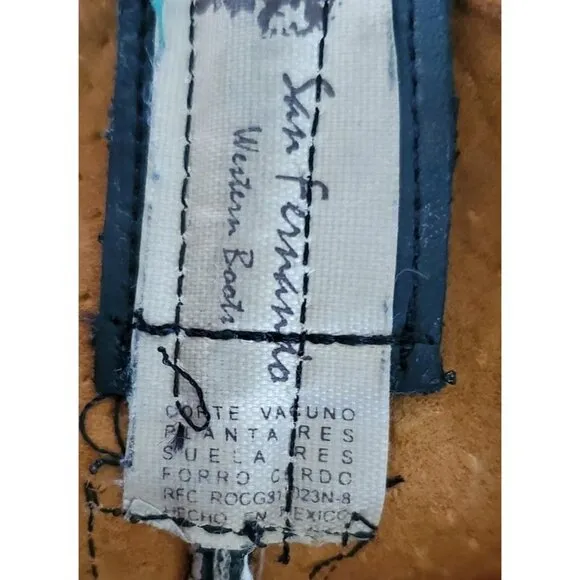 San Fernando
Western Boots
CORTE VACUNO
PLANTA RES
SUELA RES
FORRO CERDO
HECHO EN MEXICO